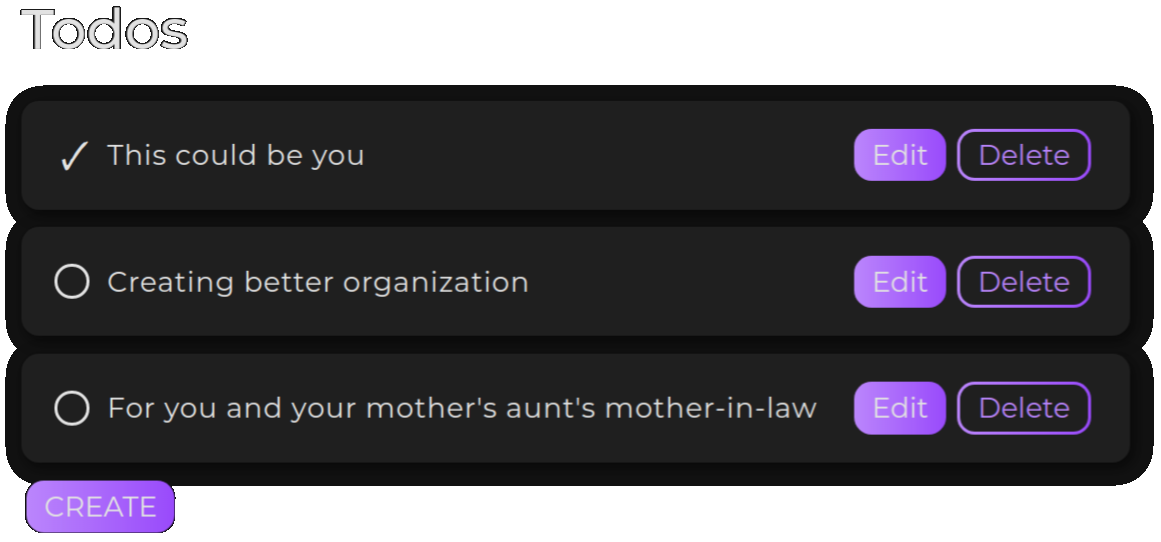 Todos
✓ This could be you Edit Delete
Creating better organization Edit Delete
For you and your mother's aunt's mother-in-law Edit Delete
CREATE